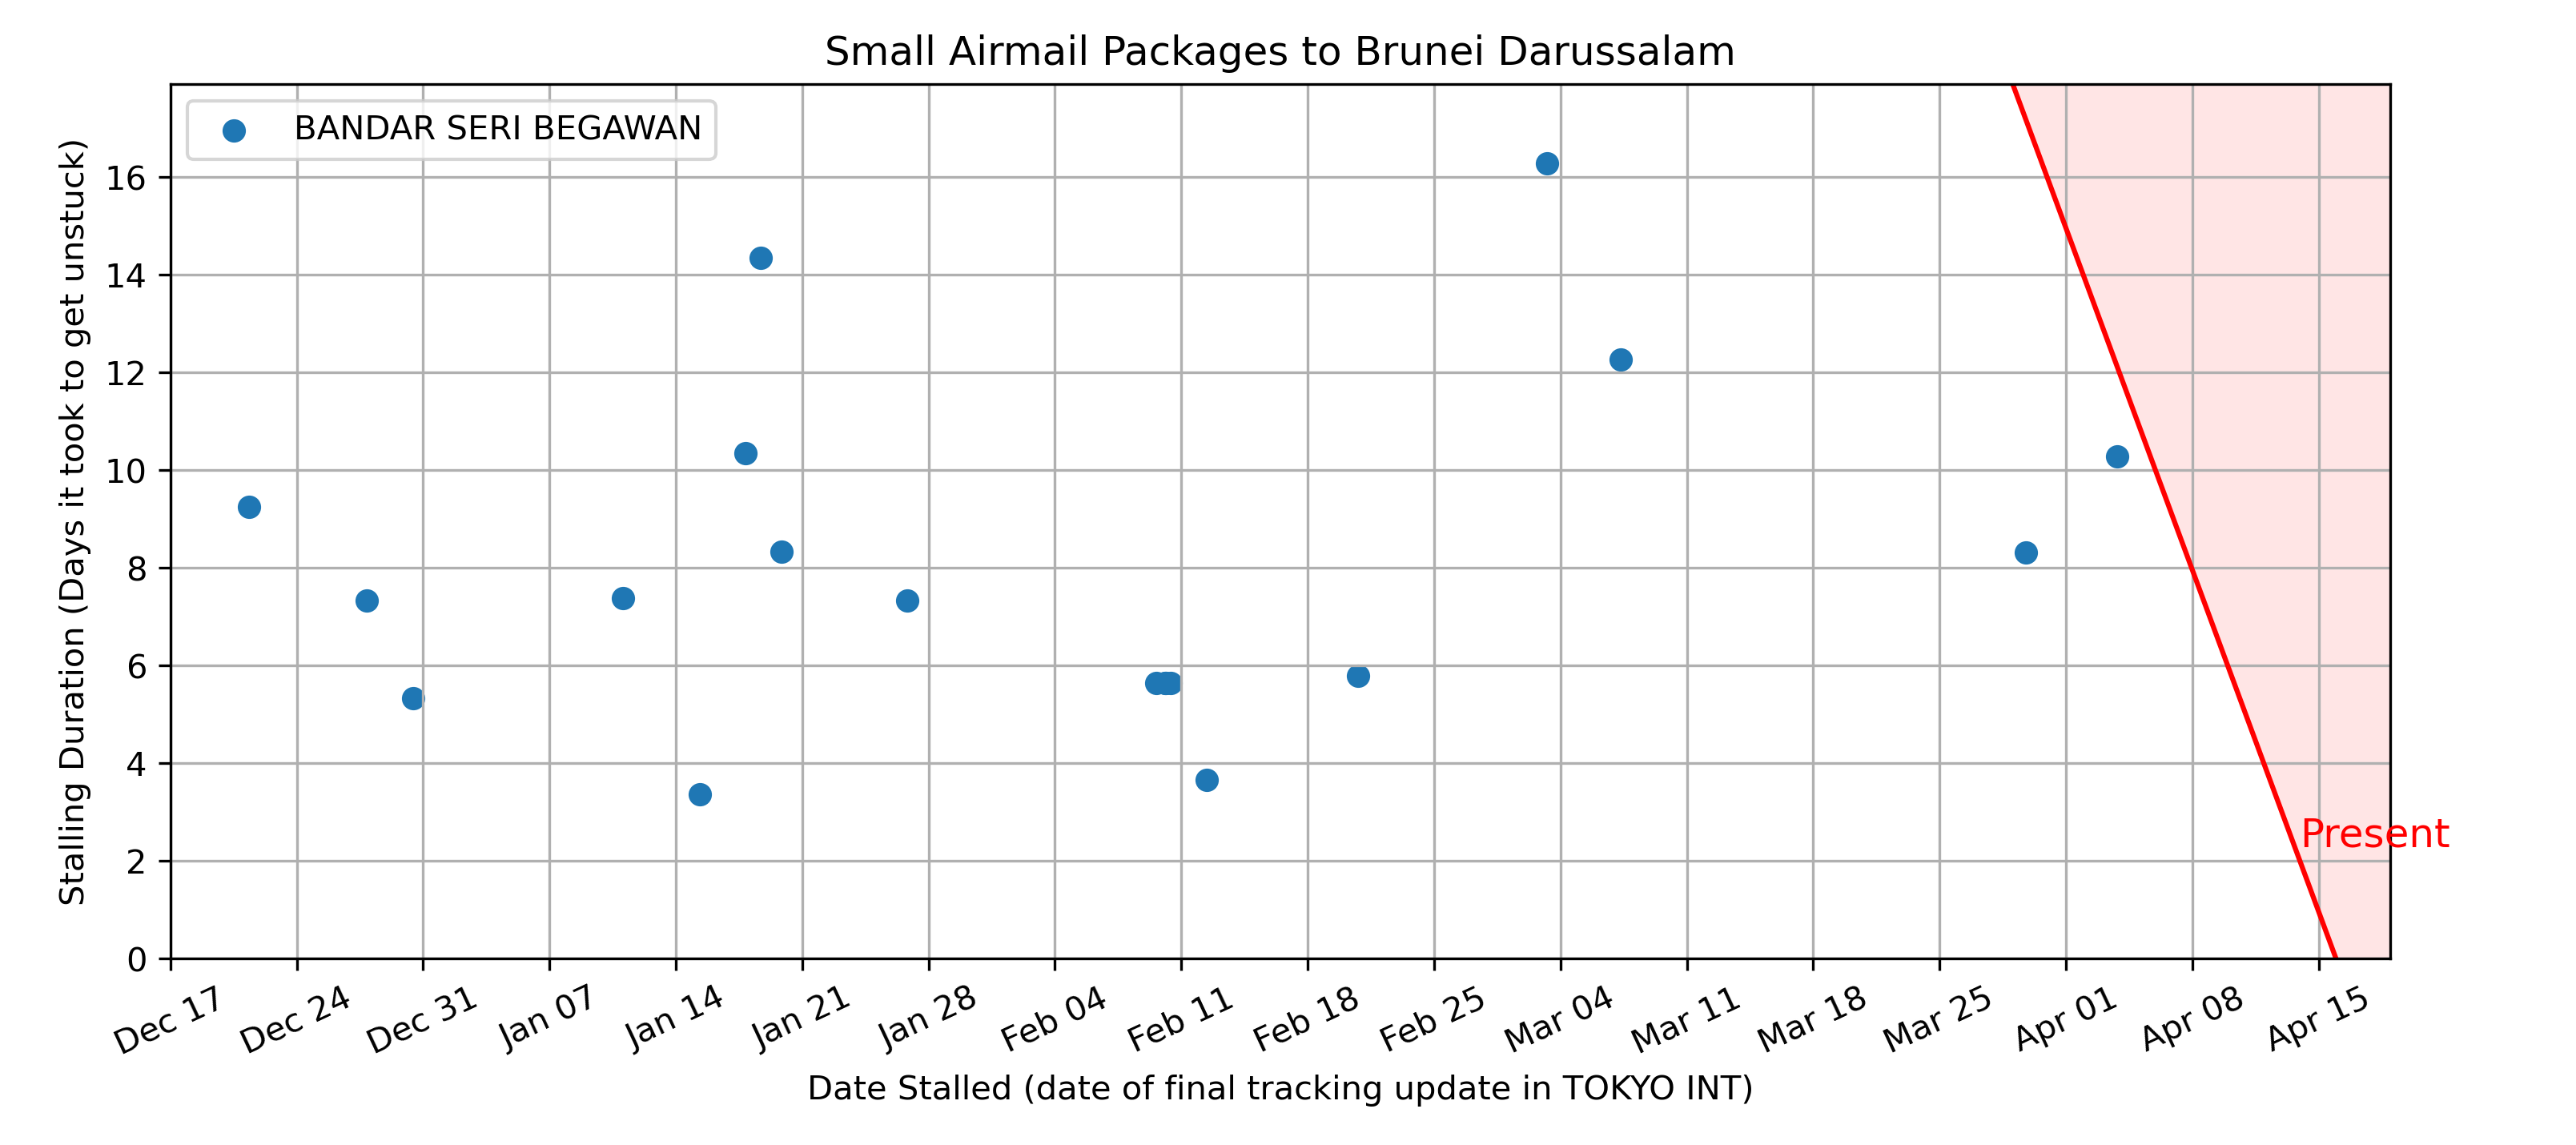 Small Airmail Packages to Brunei Darussalam
BANDAR SERI BEGAWAN
Stalling Duration (Days it took to get unstuck)
16
14
12
10
8
6
4
2
0
Present
Dec 17 Dec 24 Dec 31 Jan 07 Jan 14 Jan 21 Jan 28 Feb 04 Feb 11 Feb 18 Feb 25 Mar 04 Mar 11 Mar 18 Mar 25 Apr 01 Apr 08 Apr 15
Date Stalled (date of final tracking update in TOKYO INT)